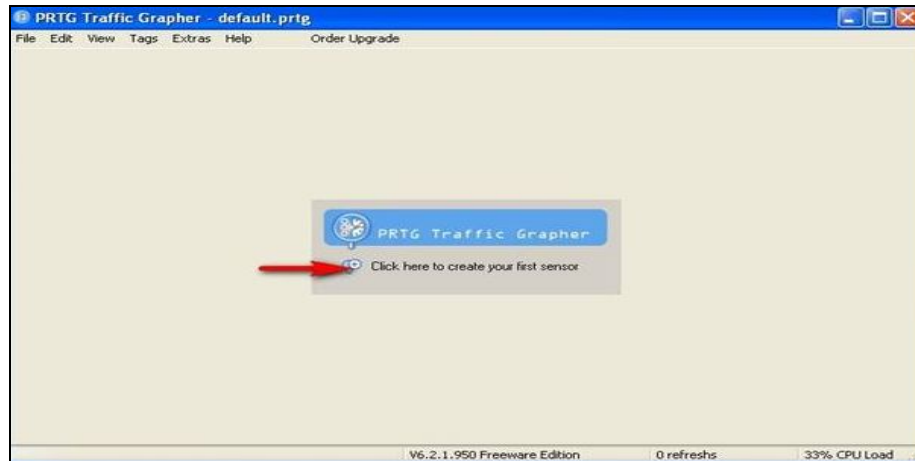 PRTG Traffic Grapher - default.prtg
File Edit View Tags Extras Help Order Upgrade
PRTG Traffic Grapher
Click here to create your first sensor
V6.2.1.950 Freeware Edition 0 refreshs 33% CPU Load